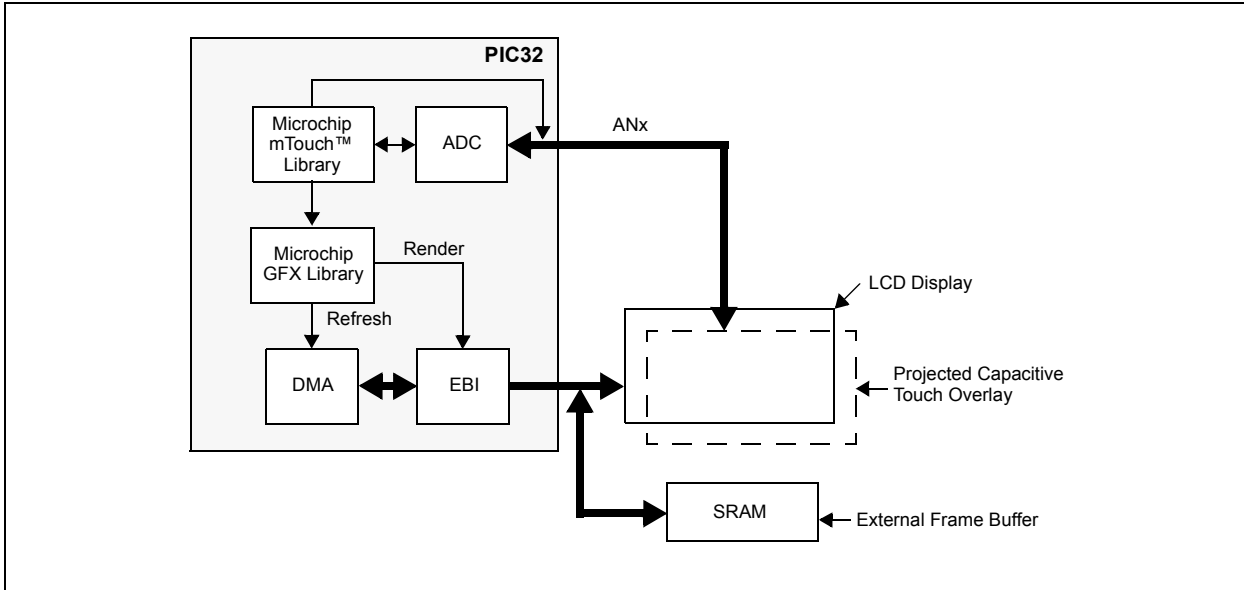 PIC32
Microchip
mTouch™
Library
ADC
ANx
Microchip
GFX Library
Render
Refresh
LCD Display
DMA
EBI
Projected Capacitive
Touch Overlay
SRAM
External Frame Buffer